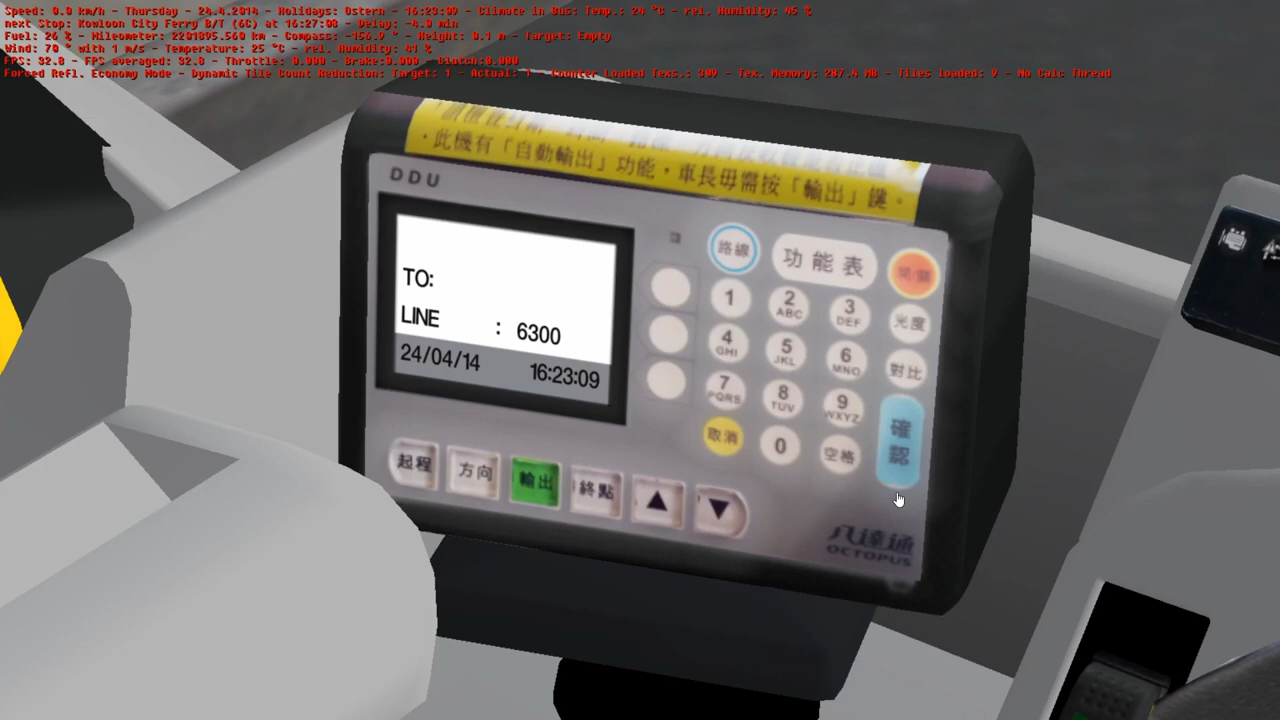 Speed: 0.0 km/h - Thursday - 24.4.2014 - Holidays: Ostern - 16:23:09 - Climate in Bus: Temp.: 24 °C - rel. Humidity: 45 %
next Stop: Kowloon City Ferry B/T (6C) at 16:27:08 - Delay: -4.0 min
Fuel: 26 % - Mileometer: 2201895.560 km - Compass: -156.9 ° - Height: 0.1 m - Target: Empty
Wind: 70 ° with 1 m/s - Temperature: 25 °C - rel. Humidity: 41 %
FPS: 32.8 - FPS averaged: 32.8 - Throttle: 0.000 - Brake:0.000 - Clutch:0.000
Forced Refl. Economy Mode - Dynamic Tile Count Reduction: Target: 1 - Actual: 1 - Counter Loaded Texs.: 309 - Tex. Memory: 287.4 MB - Tiles loaded: 9 - No Calc Thread
·此機有「自動輸出」功能，車長毋需按「輸出」鍵。
DDU
TO:
LINE : 6300
24/04/14 16:23:09
路線 功能表 開/關
1 2 ABC 3 DEF 光度
4 GHI 5 JKL 6 MNO 對比
7 PQRS 8 TUV 9 WXYZ 確認
取消 0 空格
起程 方向 輸出 終點 ▲ ▼
八達通
OCTOPUS